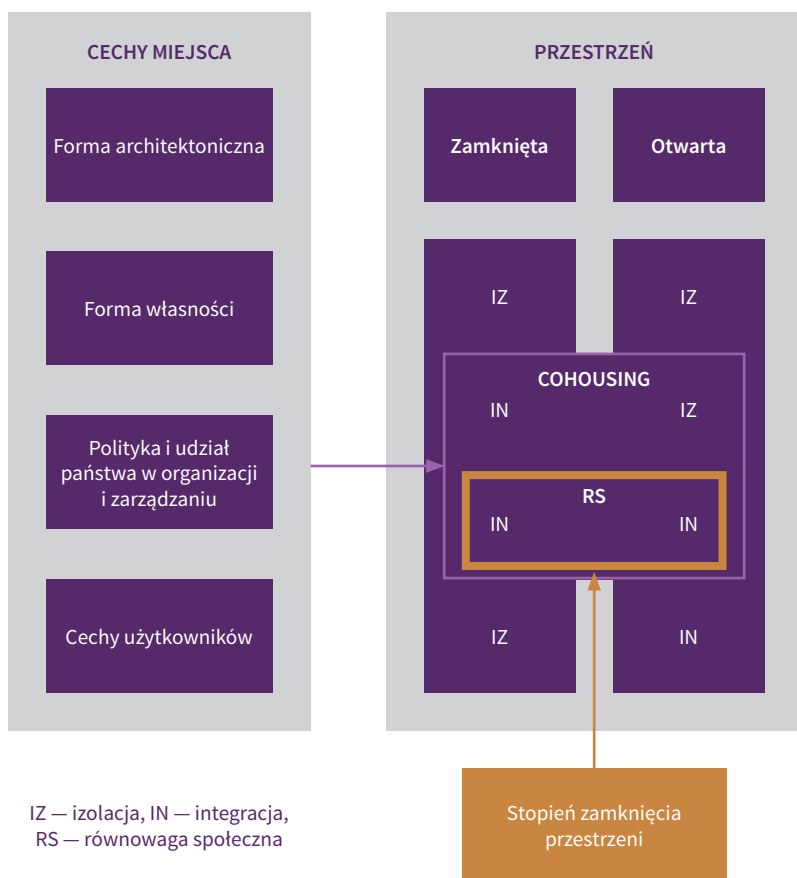 CECHY MIEJSCA
Forma architektoniczna
Forma własności
Polityka i udział
państwa w organizacji
i zarządzaniu
Cechy użytkowników
PRZESTRZEŃ
Zamknięta
Otwarta
IZ
IZ
COHOUSING
IN
IZ
RS
IN
IN
IZ
IN
IZ — izolacja, IN — integracja,
RS — równowaga społeczna
Stopień zamknięcia
przestrzeni